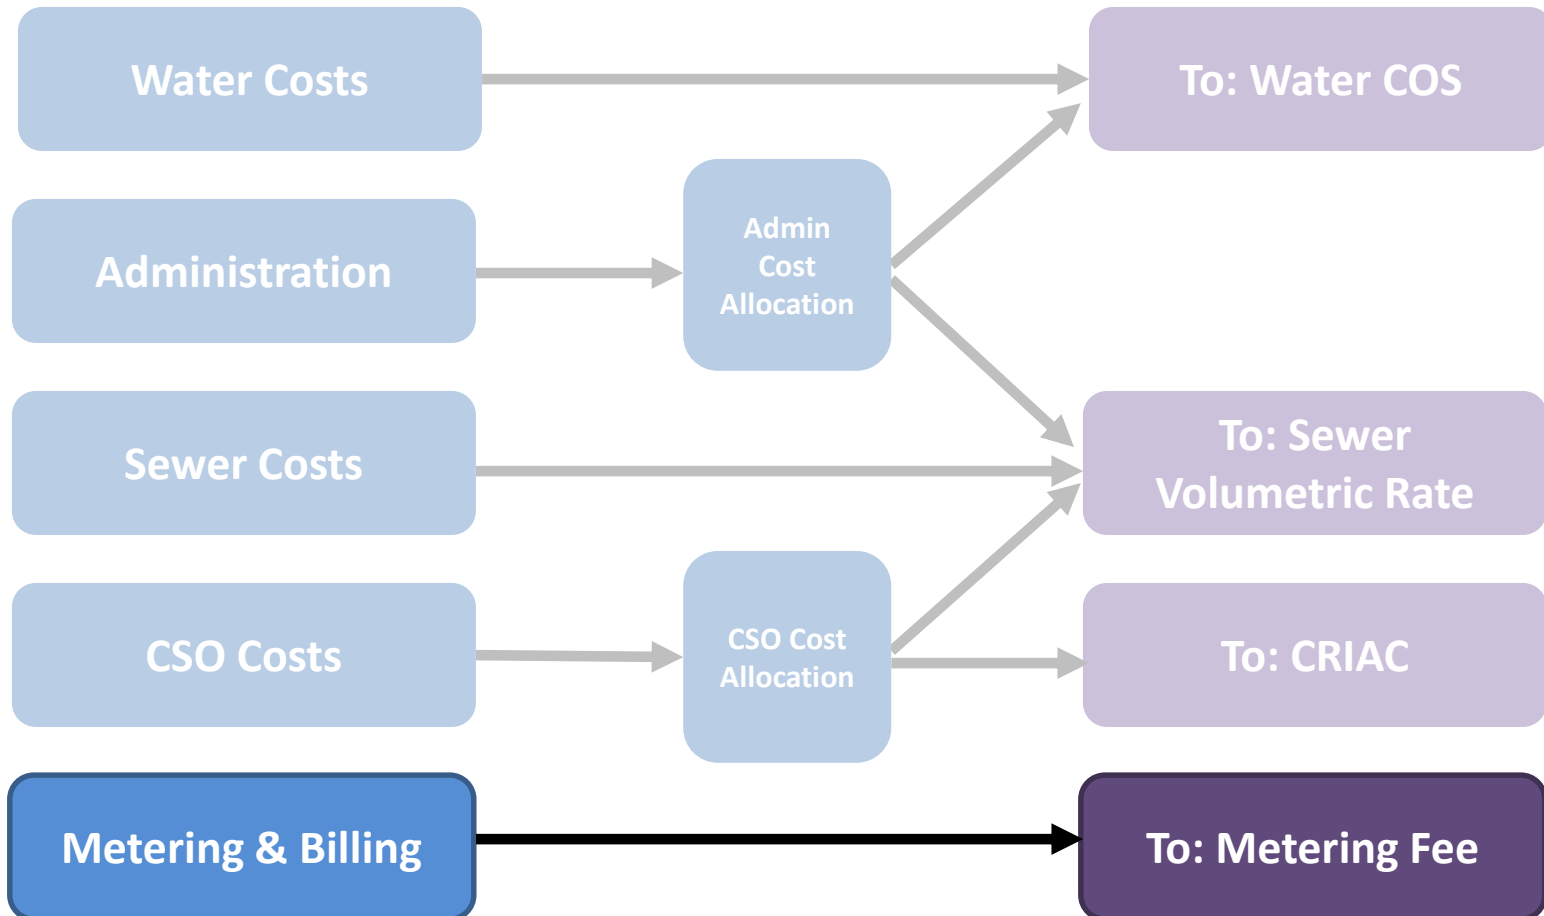 Water Costs
To: Water COS
Administration
Admin
Cost
Allocation
Sewer Costs
To: Sewer
Volumetric Rate
CSO Costs
CSO Cost
Allocation
To: CRIAC
Metering & Billing
To: Metering Fee